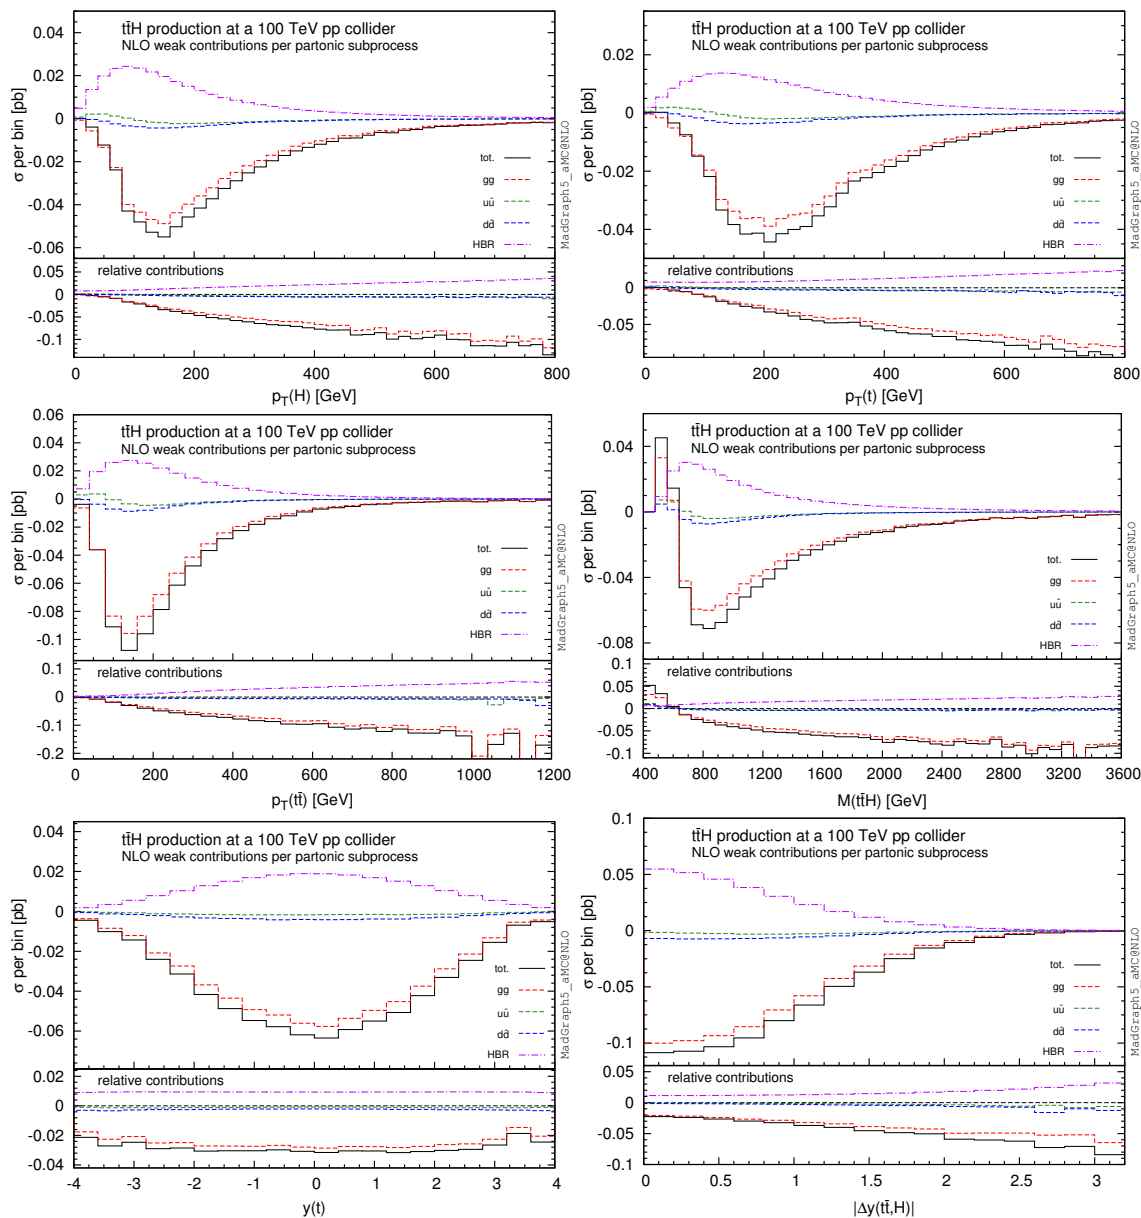 tt̄H production at a 100 TeV pp collider
NLO weak contributions per partonic subprocess
σ per bin [pb]
0.04
0.02
0
-0.02
-0.04
-0.06
tot.
gg
uū
dd̄
HBR
MadGraph5_aMC@NLO
relative contributions
0.05
0
-0.05
-0.1
0 200 400 600 800
p_T(H) [GeV]
tt̄H production at a 100 TeV pp collider
NLO weak contributions per partonic subprocess
σ per bin [pb]
0.04
0.02
0
-0.02
-0.04
tot.
gg
uū
dd̄
HBR
MadGraph5_aMC@NLO
relative contributions
0
-0.05
0 200 400 600 800
p_T(t) [GeV]
tt̄H production at a 100 TeV pp collider
NLO weak contributions per partonic subprocess
σ per bin [pb]
0.06
0.04
0.02
0
-0.02
-0.04
-0.06
-0.08
-0.1
tot.
gg
uū
dd̄
HBR
MadGraph5_aMC@NLO
relative contributions
0.1
0
-0.1
-0.2
0 200 400 600 800 1000 1200
p_T(tt̄) [GeV]
tt̄H production at a 100 TeV pp collider
NLO weak contributions per partonic subprocess
σ per bin [pb]
0.04
0
-0.04
-0.08
tot.
gg
uū
dd̄
HBR
MadGraph5_aMC@NLO
relative contributions
0.1
0.05
0
-0.05
-0.1
400 800 1200 1600 2000 2400 2800 3200 3600
M(tt̄H) [GeV]
tt̄H production at a 100 TeV pp collider
NLO weak contributions per partonic subprocess
σ per bin [pb]
0.04
0.02
0
-0.02
-0.04
-0.06
tot.
gg
uū
dd̄
HBR
MadGraph5_aMC@NLO
relative contributions
0.02
0
-0.02
-0.04
-4 -3 -2 -1 0 1 2 3 4
y(t)
tt̄H production at a 100 TeV pp collider
NLO weak contributions per partonic subprocess
σ per bin [pb]
0.1
0.05
0
-0.05
-0.1
tot.
gg
uū
dd̄
HBR
MadGraph5_aMC@NLO
relative contributions
0.05
0
-0.05
-0.1
0 0.5 1 1.5 2 2.5 3
|Δy(tt̄,H)|